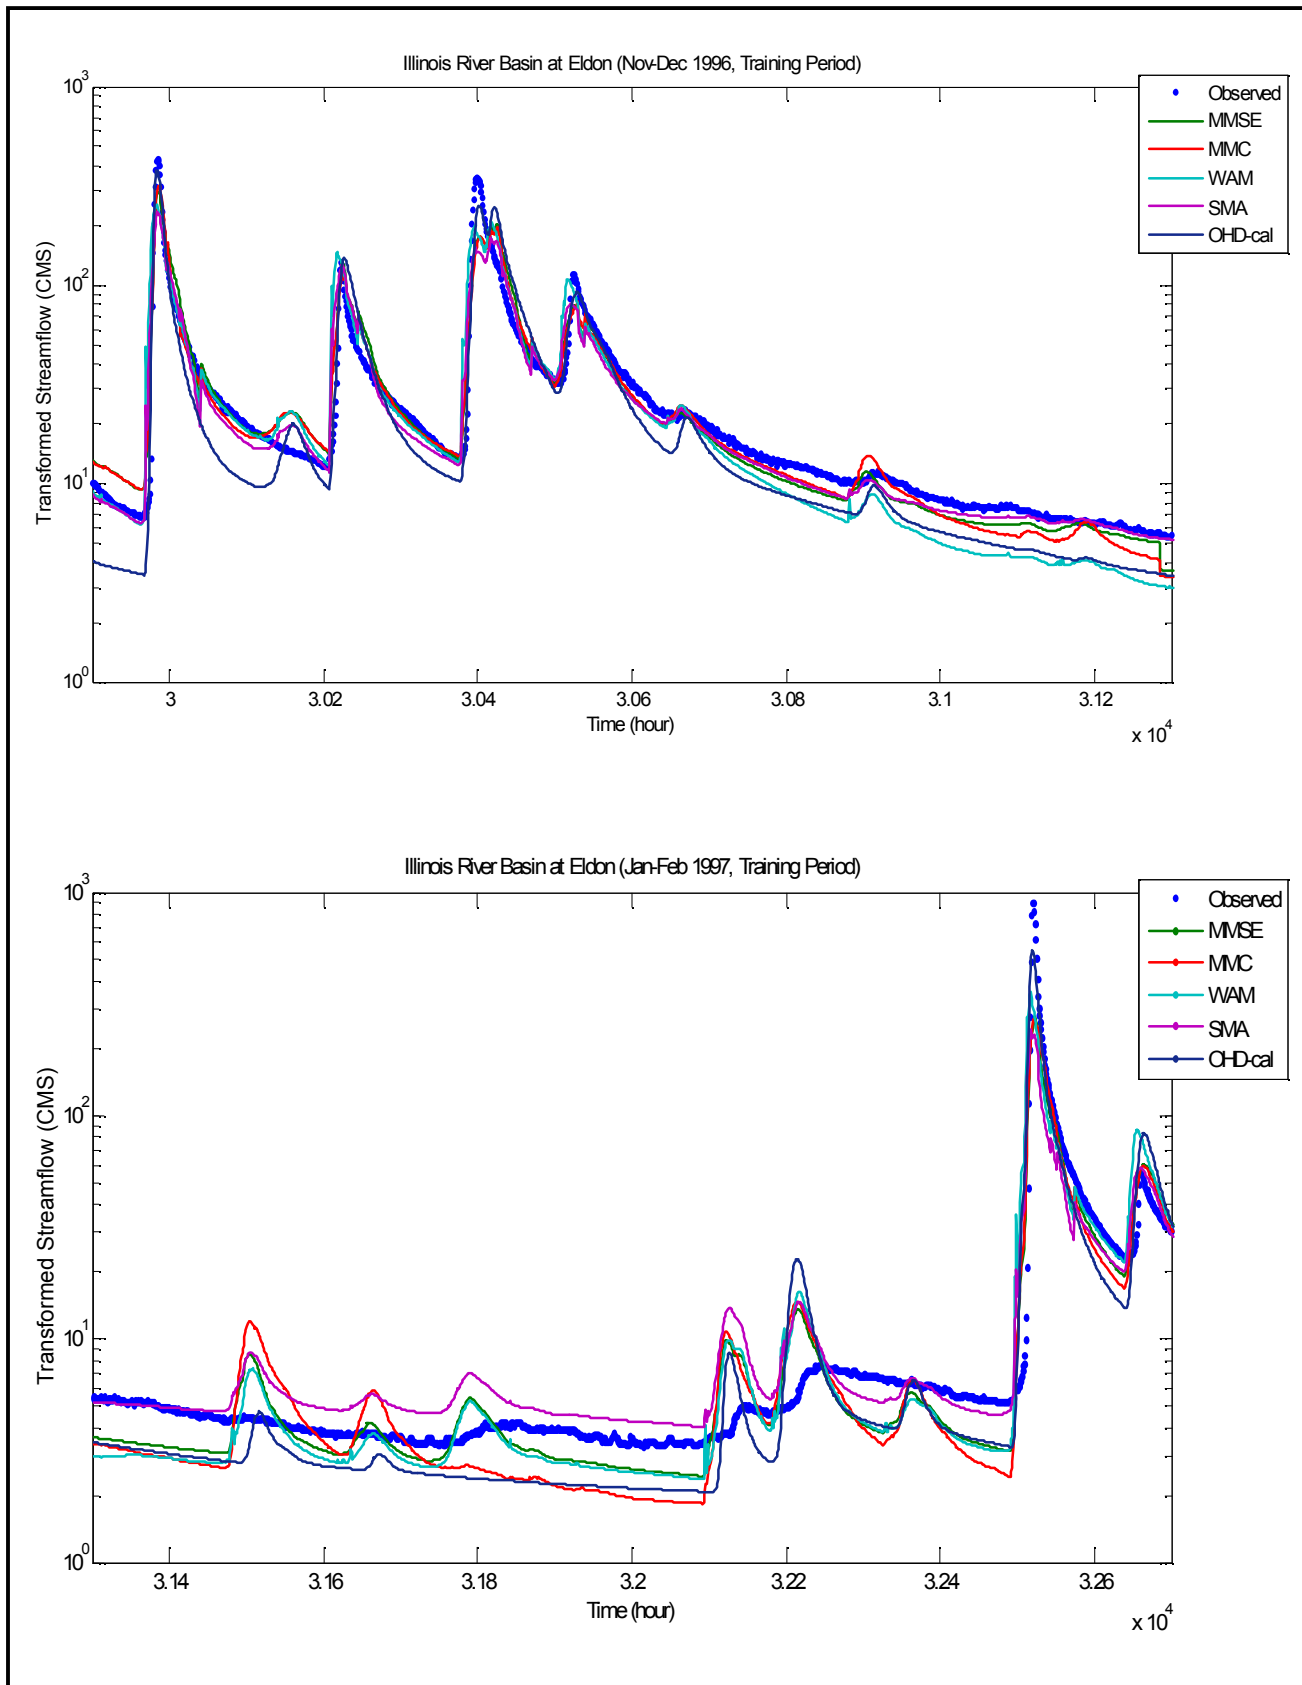 Illinois River Basin at Eldon (Nov-Dec 1996, Training Period)
Transformed Streamflow (CMS)
10^3
10^2
10^1
10^0
3
3.02
3.04
3.06
3.08
3.1
3.12
Time (hour)
x 10^4
Observed
MMSE
MMC
WAM
SMA
OHD-cal
Illinois River Basin at Eldon (Jan-Feb 1997, Training Period)
Transformed Streamflow (CMS)
10^3
10^2
10^1
10^0
3.14
3.16
3.18
3.2
3.22
3.24
3.26
Time (hour)
x 10^4
Observed
MMSE
MMC
WAM
SMA
OHD-cal